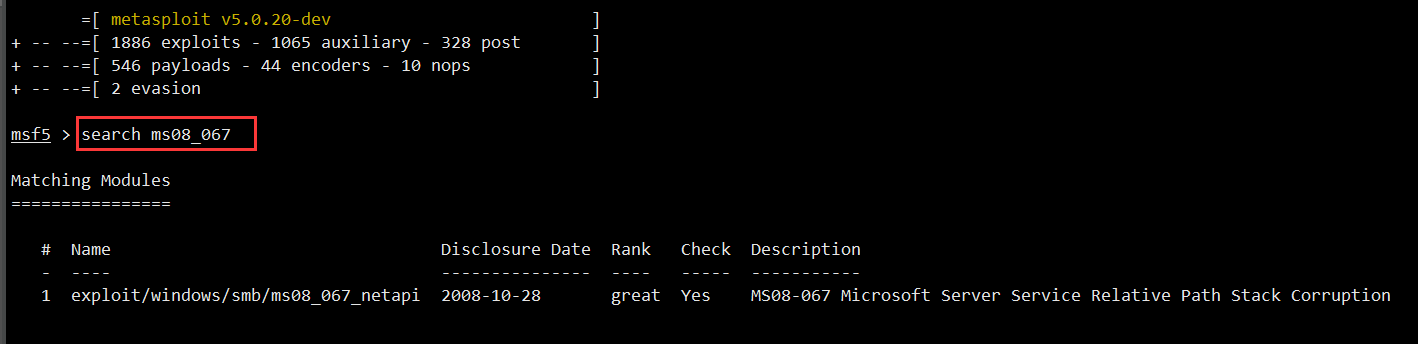 =[ metasploit v5.0.20-dev ]
+ -- --=[ 1886 exploits - 1065 auxiliary - 328 post ]
+ -- --=[ 546 payloads - 44 encoders - 10 nops ]
+ -- --=[ 2 evasion ]
msf5 > search ms08_067
Matching Modules
================
# Name Disclosure Date Rank Check Description
- ---- --------------- ---- ----- -----------
1 exploit/windows/smb/ms08_067_netapi 2008-10-28 great Yes MS08-067 Microsoft Server Service Relative Path Stack Corruption